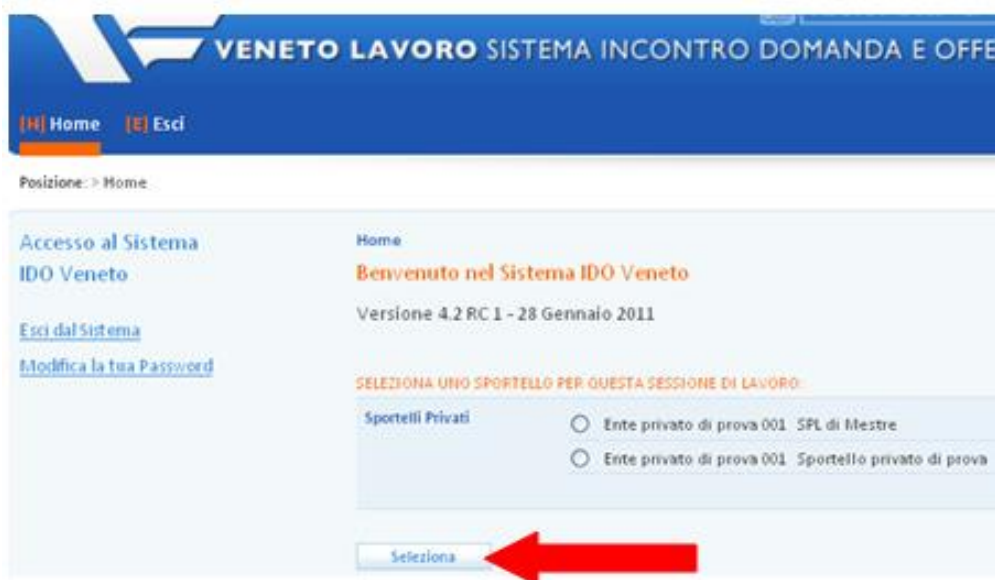 VENETO LAVORO SISTEMA INCONTRO DOMANDA E OFFE
[H] Home [E] Esci
Posizione: > Home
Accesso al Sistema
IDO Veneto
Esci dal Sistema
Modifica la tua Password
Home
Benvenuto nel Sistema IDO Veneto
Versione 4.2 RC 1 - 28 Gennaio 2011
SELEZIONA UNO SPORTELLO PER QUESTA SESSIONE DI LAVORO:
Sportelli Privati
Ente privato di prova 001 SPL di Mestre
Ente privato di prova 001 Sportello privato di prova
Seleziona